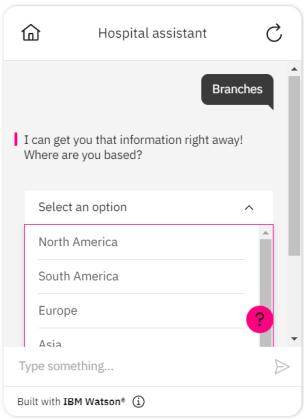 Hospital assistant
Branches
I can get you that information right away!
Where are you based?
Select an option
North America
South America
Europe
?
Asia
Type something...
Built with IBM Watson®